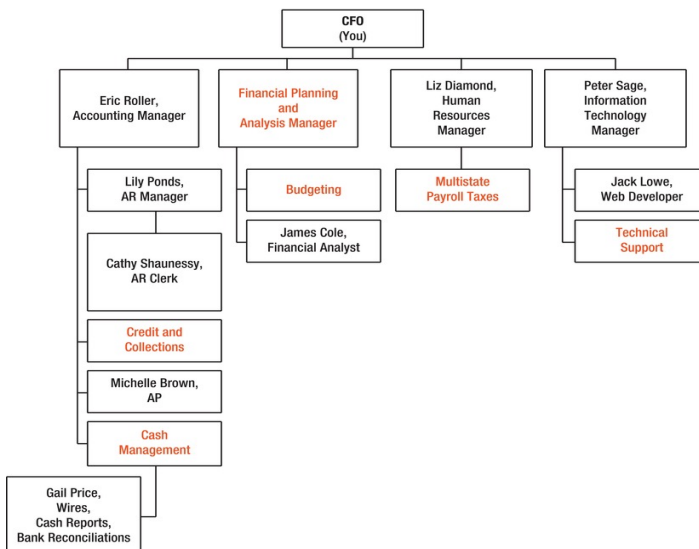 CFO
(You)
Eric Roller,
Accounting Manager
Financial Planning
and
Analysis Manager
Liz Diamond,
Human
Resources
Manager
Peter Sage,
Information
Technology
Manager
Lily Ponds,
AR Manager
Cathy Shaunessy,
AR Clerk
Credit and
Collections
Michelle Brown,
AP
Cash
Management
Gail Price,
Wires,
Cash Reports,
Bank Reconciliations
Budgeting
James Cole,
Financial Analyst
Multistate
Payroll Taxes
Jack Lowe,
Web Developer
Technical
Support